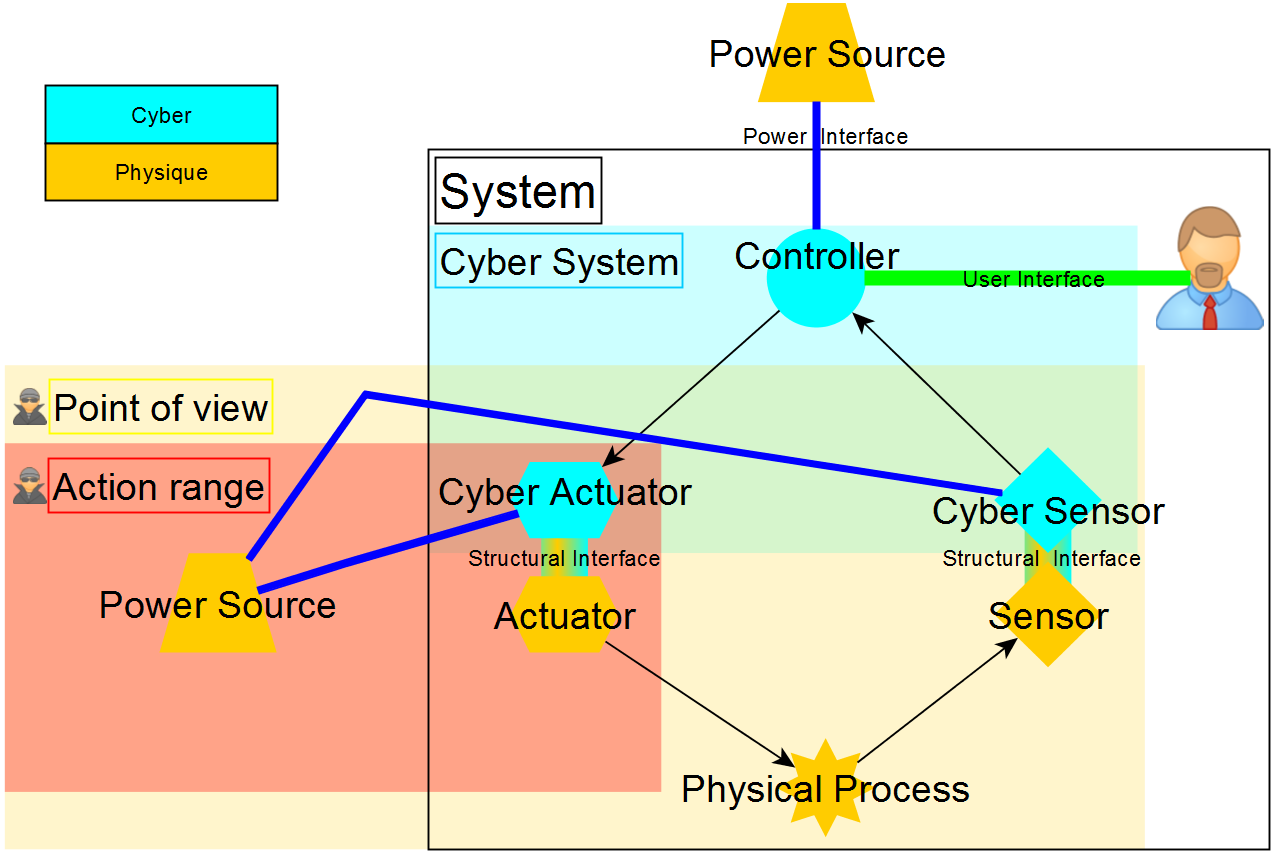 Power Source
Cyber
Physique
Power Interface
System
Cyber System
Controller
User Interface
Point of view
Action range
Cyber Actuator
Cyber Sensor
Structural Interface
Structural Interface
Power Source
Actuator
Sensor
Physical Process